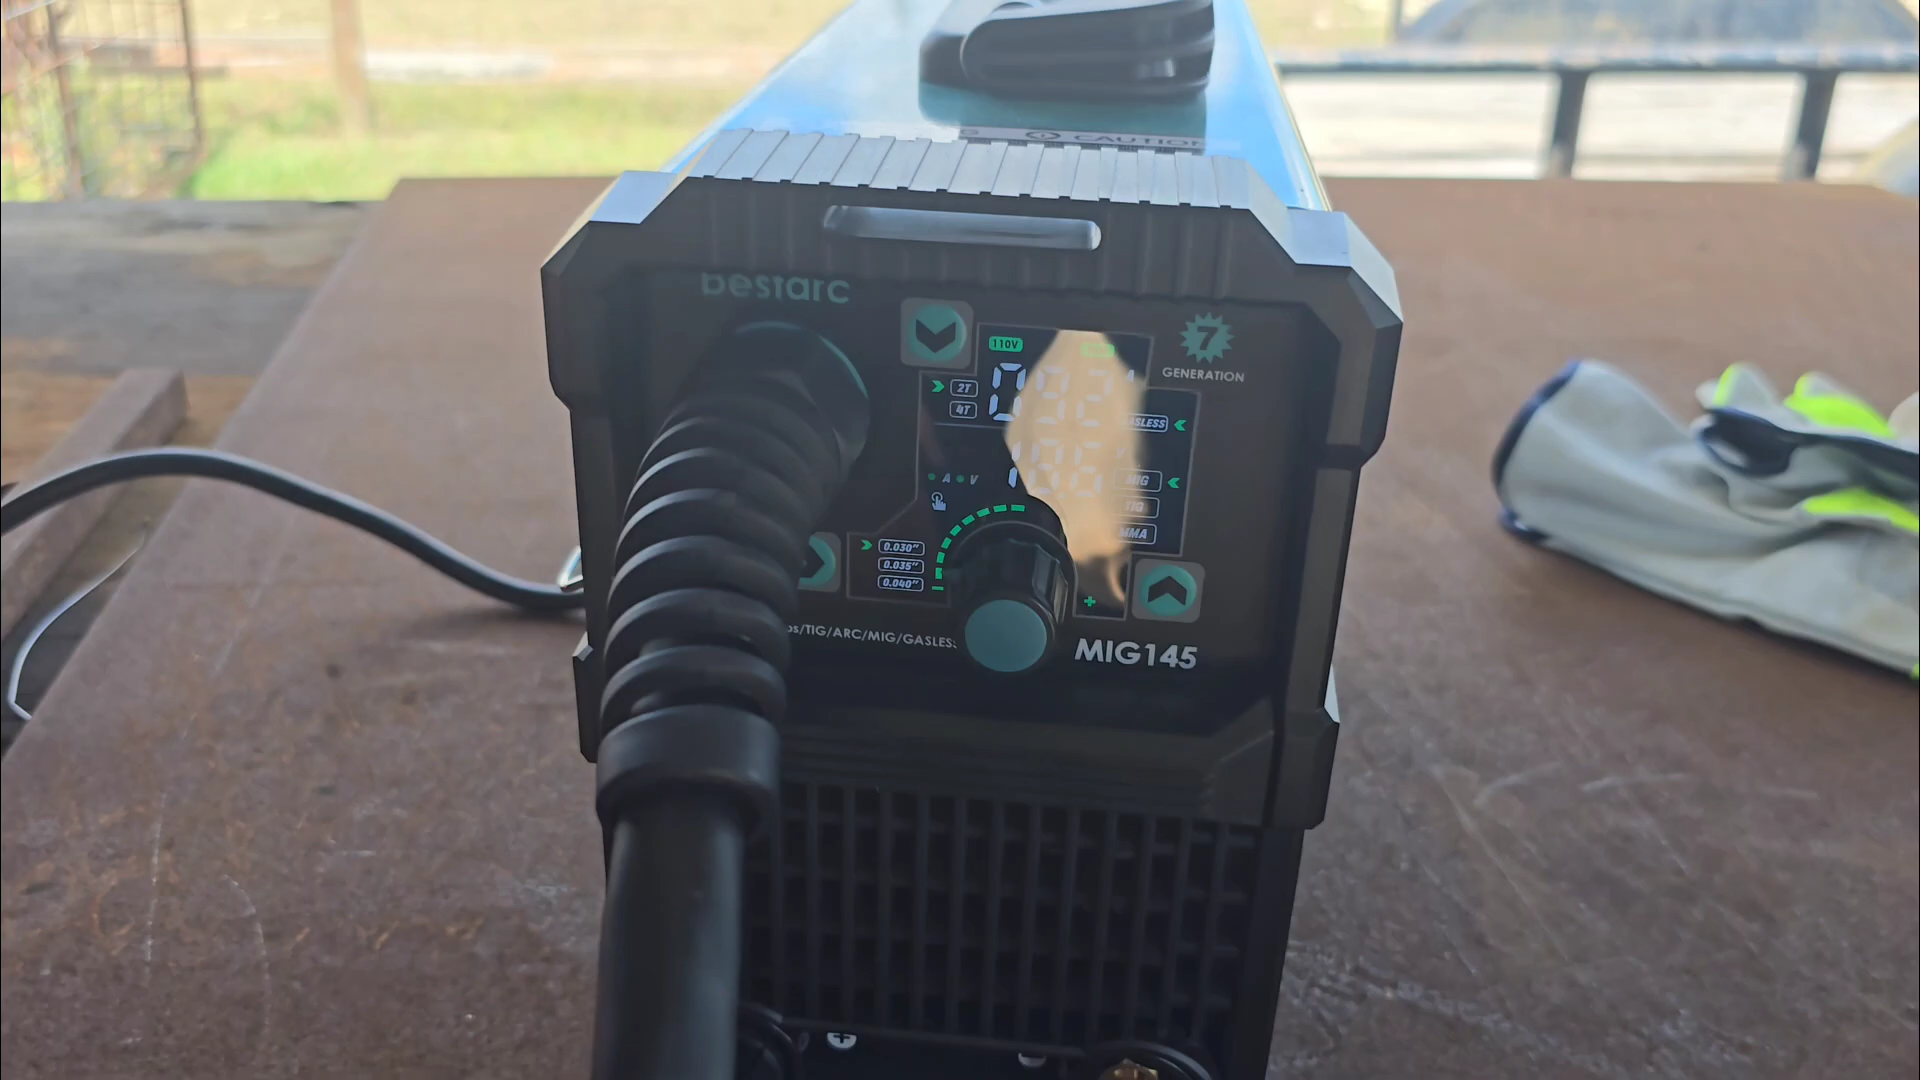 CAUTION
bestarc
7
GENERATION
110V
2T
4T
GASLESS
A V
MIG
TIG
MMA
0.030"
0.035"
0.040"
- +
/TIG/ARC/MIG/GASLESS
MIG145